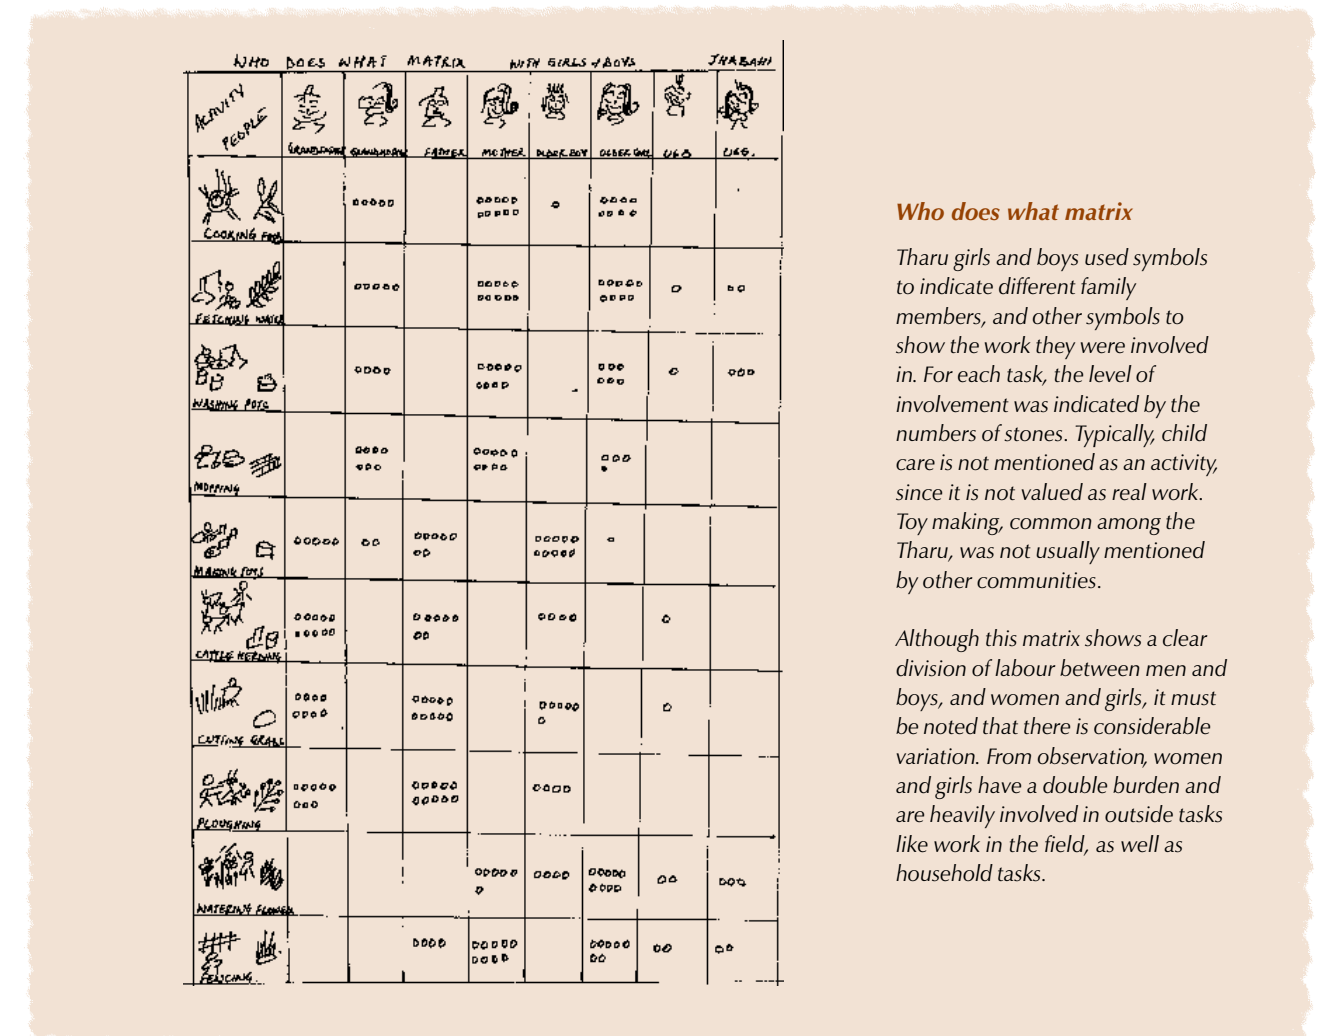 WHO DOES WHAT MATRIX WITH GIRLS + BOYS JHABAHI
ACTIVITY
PEOPLE
GRANDFATHER GRANDMOTHER FATHER MOTHER OLDER BOY OLDER GIRL
COOKING FOOD
FETCHING WATER
WASHING POTS
MOPPING
MAKING TOYS
CATTLE HERDING
CUTTING GRASS
PLOUGHING
WATERING FLOWER
FENCHING
Who does what matrix
Tharu girls and boys used symbols
to indicate different family
members, and other symbols to
show the work they were involved
in. For each task, the level of
involvement was indicated by the
numbers of stones. Typically, child
care is not mentioned as an activity,
since it is not valued as real work.
Toy making, common among the
Tharu, was not usually mentioned
by other communities.
Although this matrix shows a clear
division of labour between men and
boys, and women and girls, it must
be noted that there is considerable
variation. From observation, women
and girls have a double burden and
are heavily involved in outside tasks
like work in the field, as well as
household tasks.